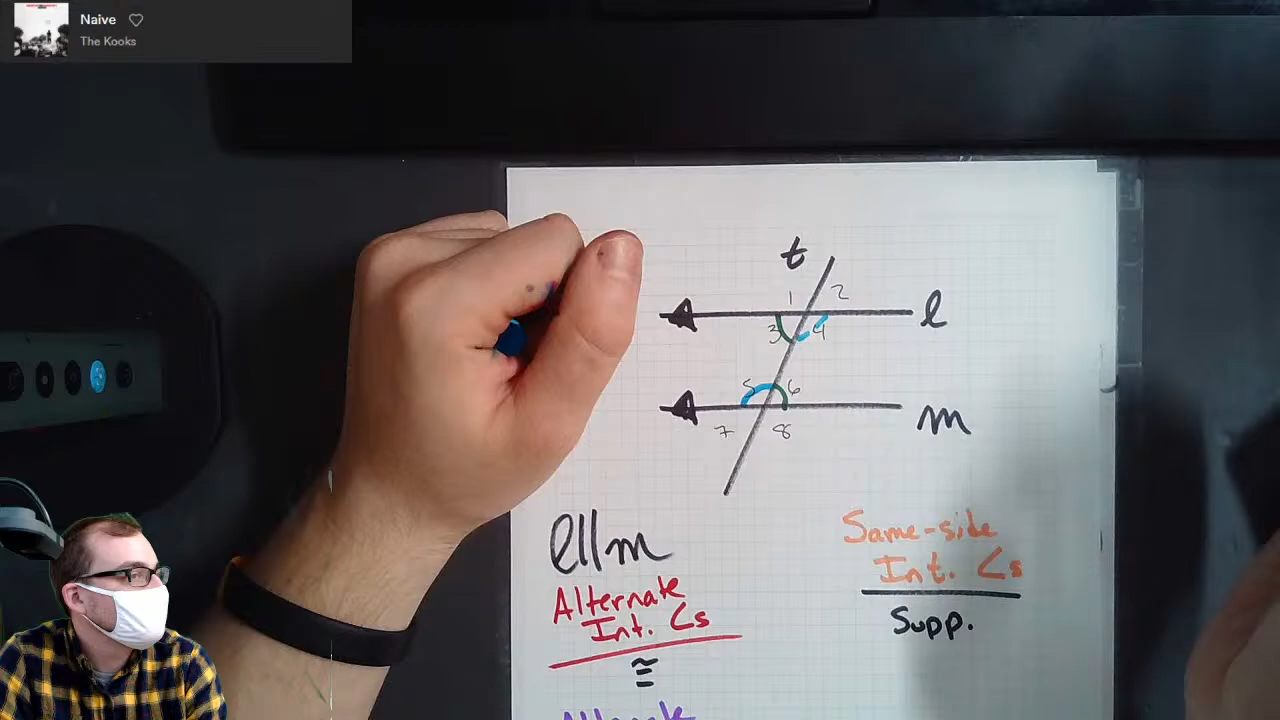 Naive
The Kooks
t
1 2
l
3 4
5 6
m
7 8
l||m
Same-side
Int. ∠s
Supp.
Alternate
Int. ∠s
≅